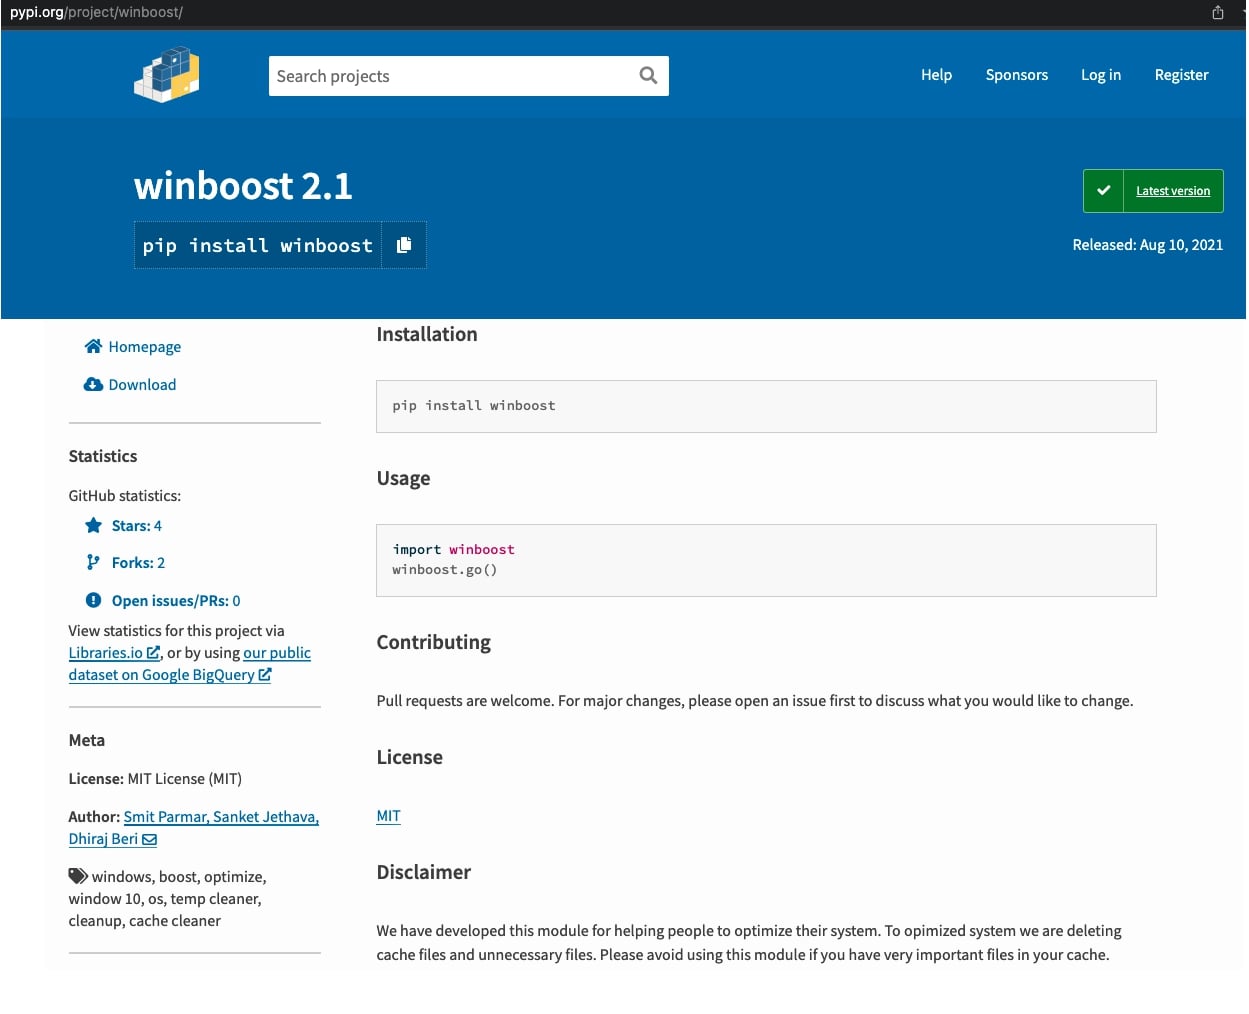 pypi.org/project/winboost/
Search projects
Help
Sponsors
Log in
Register
winboost 2.1
pip install winboost
Latest version
Released: Aug 10, 2021
Homepage
Download
Statistics
GitHub statistics:
Stars: 4
Forks: 2
Open issues/PRs: 0
View statistics for this project via
Libraries.io, or by using our public
dataset on Google BigQuery
Meta
License: MIT License (MIT)
Author: Smit Parmar, Sanket Jethava,
Dhiraj Beri
windows, boost, optimize,
window 10, os, temp cleaner,
cleanup, cache cleaner
Installation
pip install winboost
Usage
import winboost
winboost.go()
Contributing
Pull requests are welcome. For major changes, please open an issue first to discuss what you would like to change.
License
MIT
Disclaimer
We have developed this module for helping people to optimize their system. To opimized system we are deleting
cache files and unnecessary files. Please avoid using this module if you have very important files in your cache.